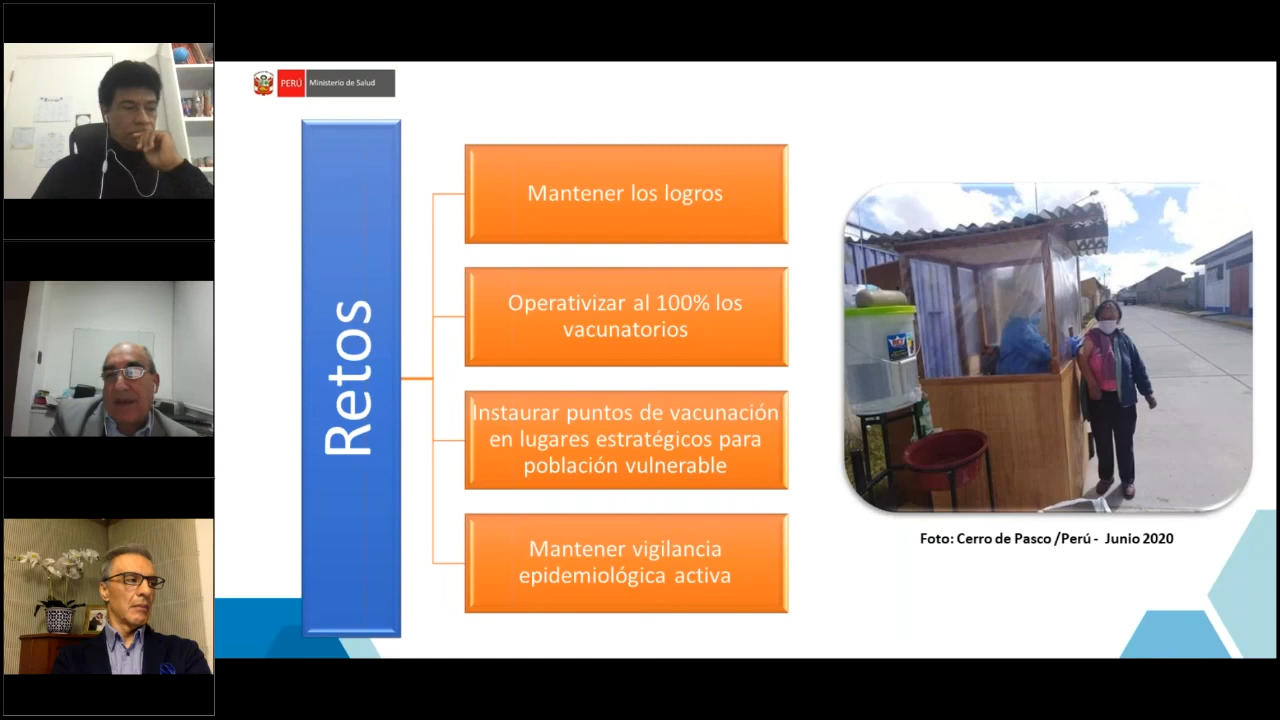 PERÚ Ministerio de Salud
Retos
Mantener los logros
Operativizar al 100% los
vacunatorios
Instaurar puntos de vacunación
en lugares estratégicos para
población vulnerable
Mantener vigilancia
epidemiológica activa
Foto: Cerro de Pasco /Perú - Junio 2020